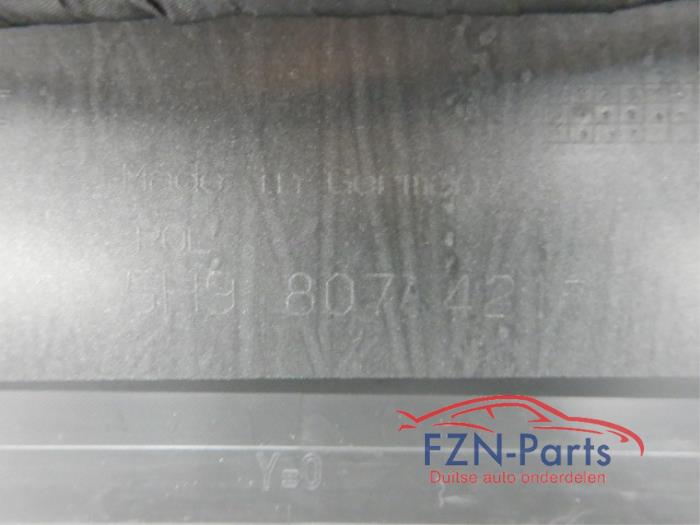 Made in Germany
POL.
5H9 807 421
FZN-Parts
Duitse auto onderdelen
Y=0